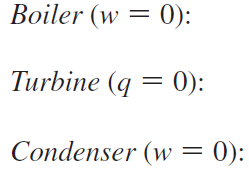 Boiler (w = 0):
Turbine (q = 0):
Condenser (w = 0):